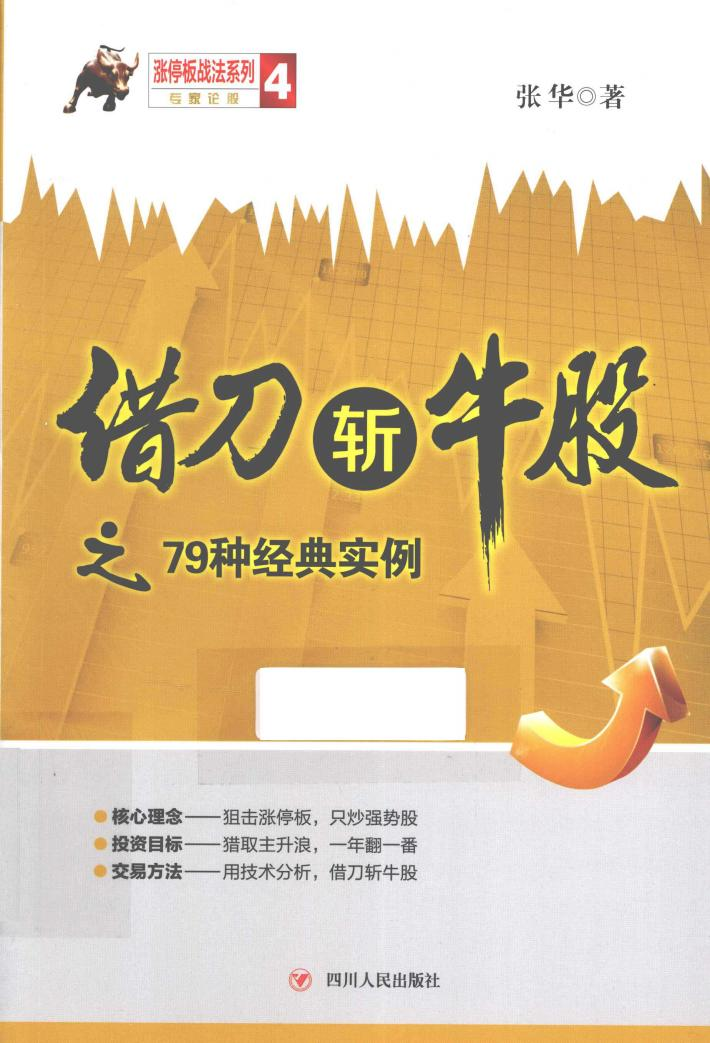 涨停板战法系列
专家论股
4
张华◎著
借刀斩牛股
之79种经典实例
●核心理念——狙击涨停板，只炒强势股
●投资目标——猎取主升浪，一年翻一番
●交易方法——用技术分析，借刀斩牛股
四川人民出版社